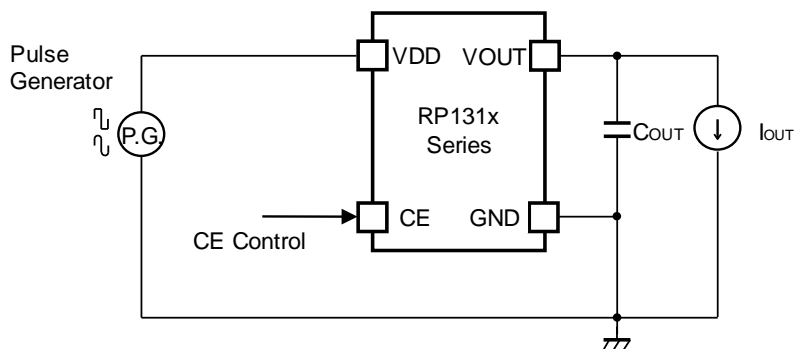 Pulse
Generator
P.G.
VDD
VOUT
RP131x
Series
COUT
IOUT
CE
GND
CE Control